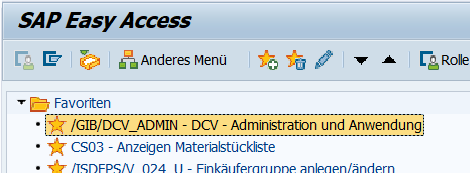 SAP Easy Access
Anderes Menü
Rolle
Favoriten
/GIB/DCV_ADMIN - DCV - Administration und Anwendung
CS03 - Anzeigen Materialstückliste
/ISDFPS/V_024_U - Einkäufergruppe anlegen/ändern